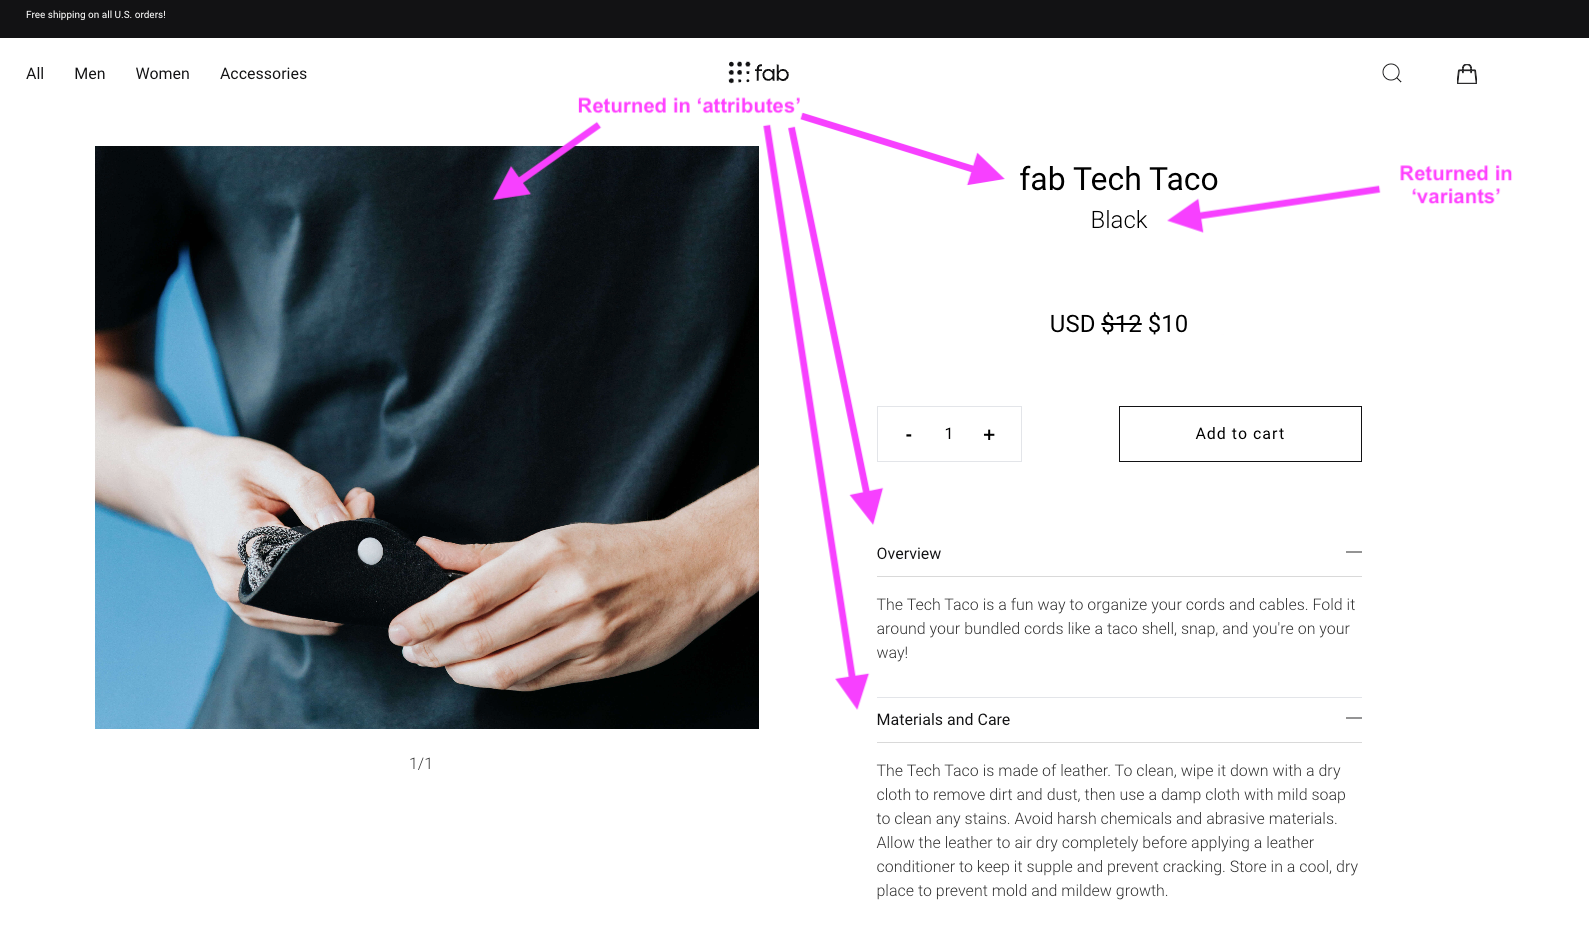 Free shipping on all U.S. orders!
All Men Women Accessories
fab
Returned in ‘attributes’
fab Tech Taco
Black
Returned in
‘variants’
USD $12 $10
- 1 +
Add to cart
Overview
The Tech Taco is a fun way to organize your cords and cables. Fold it
around your bundled cords like a taco shell, snap, and you're on your
way!
Materials and Care
The Tech Taco is made of leather. To clean, wipe it down with a dry
cloth to remove dirt and dust, then use a damp cloth with mild soap
to clean any stains. Avoid harsh chemicals and abrasive materials.
Allow the leather to air dry completely before applying a leather
conditioner to keep it supple and prevent cracking. Store in a cool, dry
place to prevent mold and mildew growth.
1/1